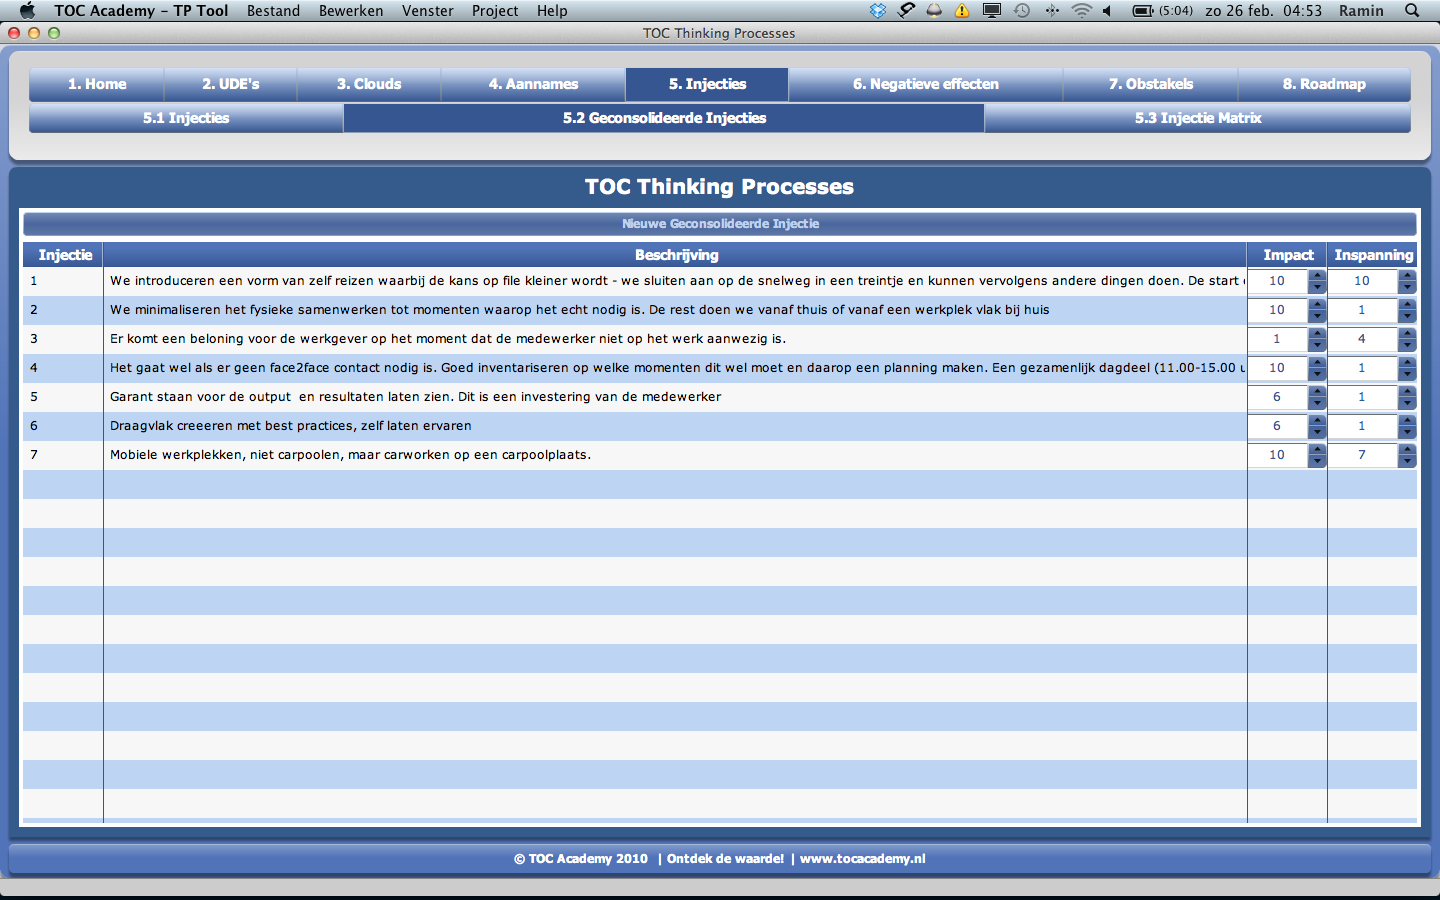 TOC Academy - TP Tool Bestand Bewerken Venster Project Help (5:04) zo 26 feb. 04:53 Ramin
TOC Thinking Processes
1. Home 2. UDE's 3. Clouds 4. Aannames 5. Injecties 6. Negatieve effecten 7. Obstakels 8. Roadmap
5.1 Injecties 5.2 Geconsolideerde Injecties 5.3 Injectie Matrix
TOC Thinking Processes
Nieuwe Geconsolideerde Injectie
Injectie Beschrijving Impact Inspanning
1 We introduceren een vorm van zelf reizen waarbij de kans op file kleiner wordt - we sluiten aan op de snelweg in een treintje en kunnen vervolgens andere dingen doen. De start 10 10
2 We minimaliseren het fysieke samenwerken tot momenten waarop het echt nodig is. De rest doen we vanaf thuis of vanaf een werkplek vlak bij huis 10 1
3 Er komt een beloning voor de werkgever op het moment dat de medewerker niet op het werk aanwezig is. 1 4
4 Het gaat wel als er geen face2face contact nodig is. Goed inventariseren op welke momenten dit wel moet en daarop een planning maken. Een gezamenlijk dagdeel (11.00-15.00 u 10 1
5 Garant staan voor de output en resultaten laten zien. Dit is een investering van de medewerker 6 1
6 Draagvlak creeeren met best practices, zelf laten ervaren 6 1
7 Mobiele werkplekken, niet carpoolen, maar carworken op een carpoolplaats. 10 7
© TOC Academy 2010 | Ontdek de waarde! | www.tocacademy.nl